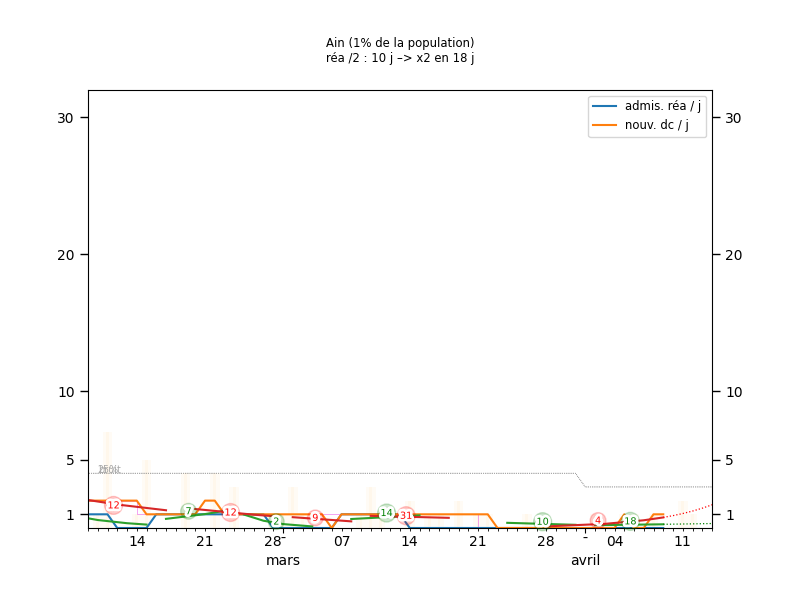 Ain (1% de la population)
réa /2 : 10 j –> x2 en 18 j
admis. réa / j
nouv. dc / j
30 30
20 20
10 10
5 5
1 1
12 7 12 2 9 14 31 10 4 18
14 21 28 - 07 14 21 28 - 04 11
mars avril